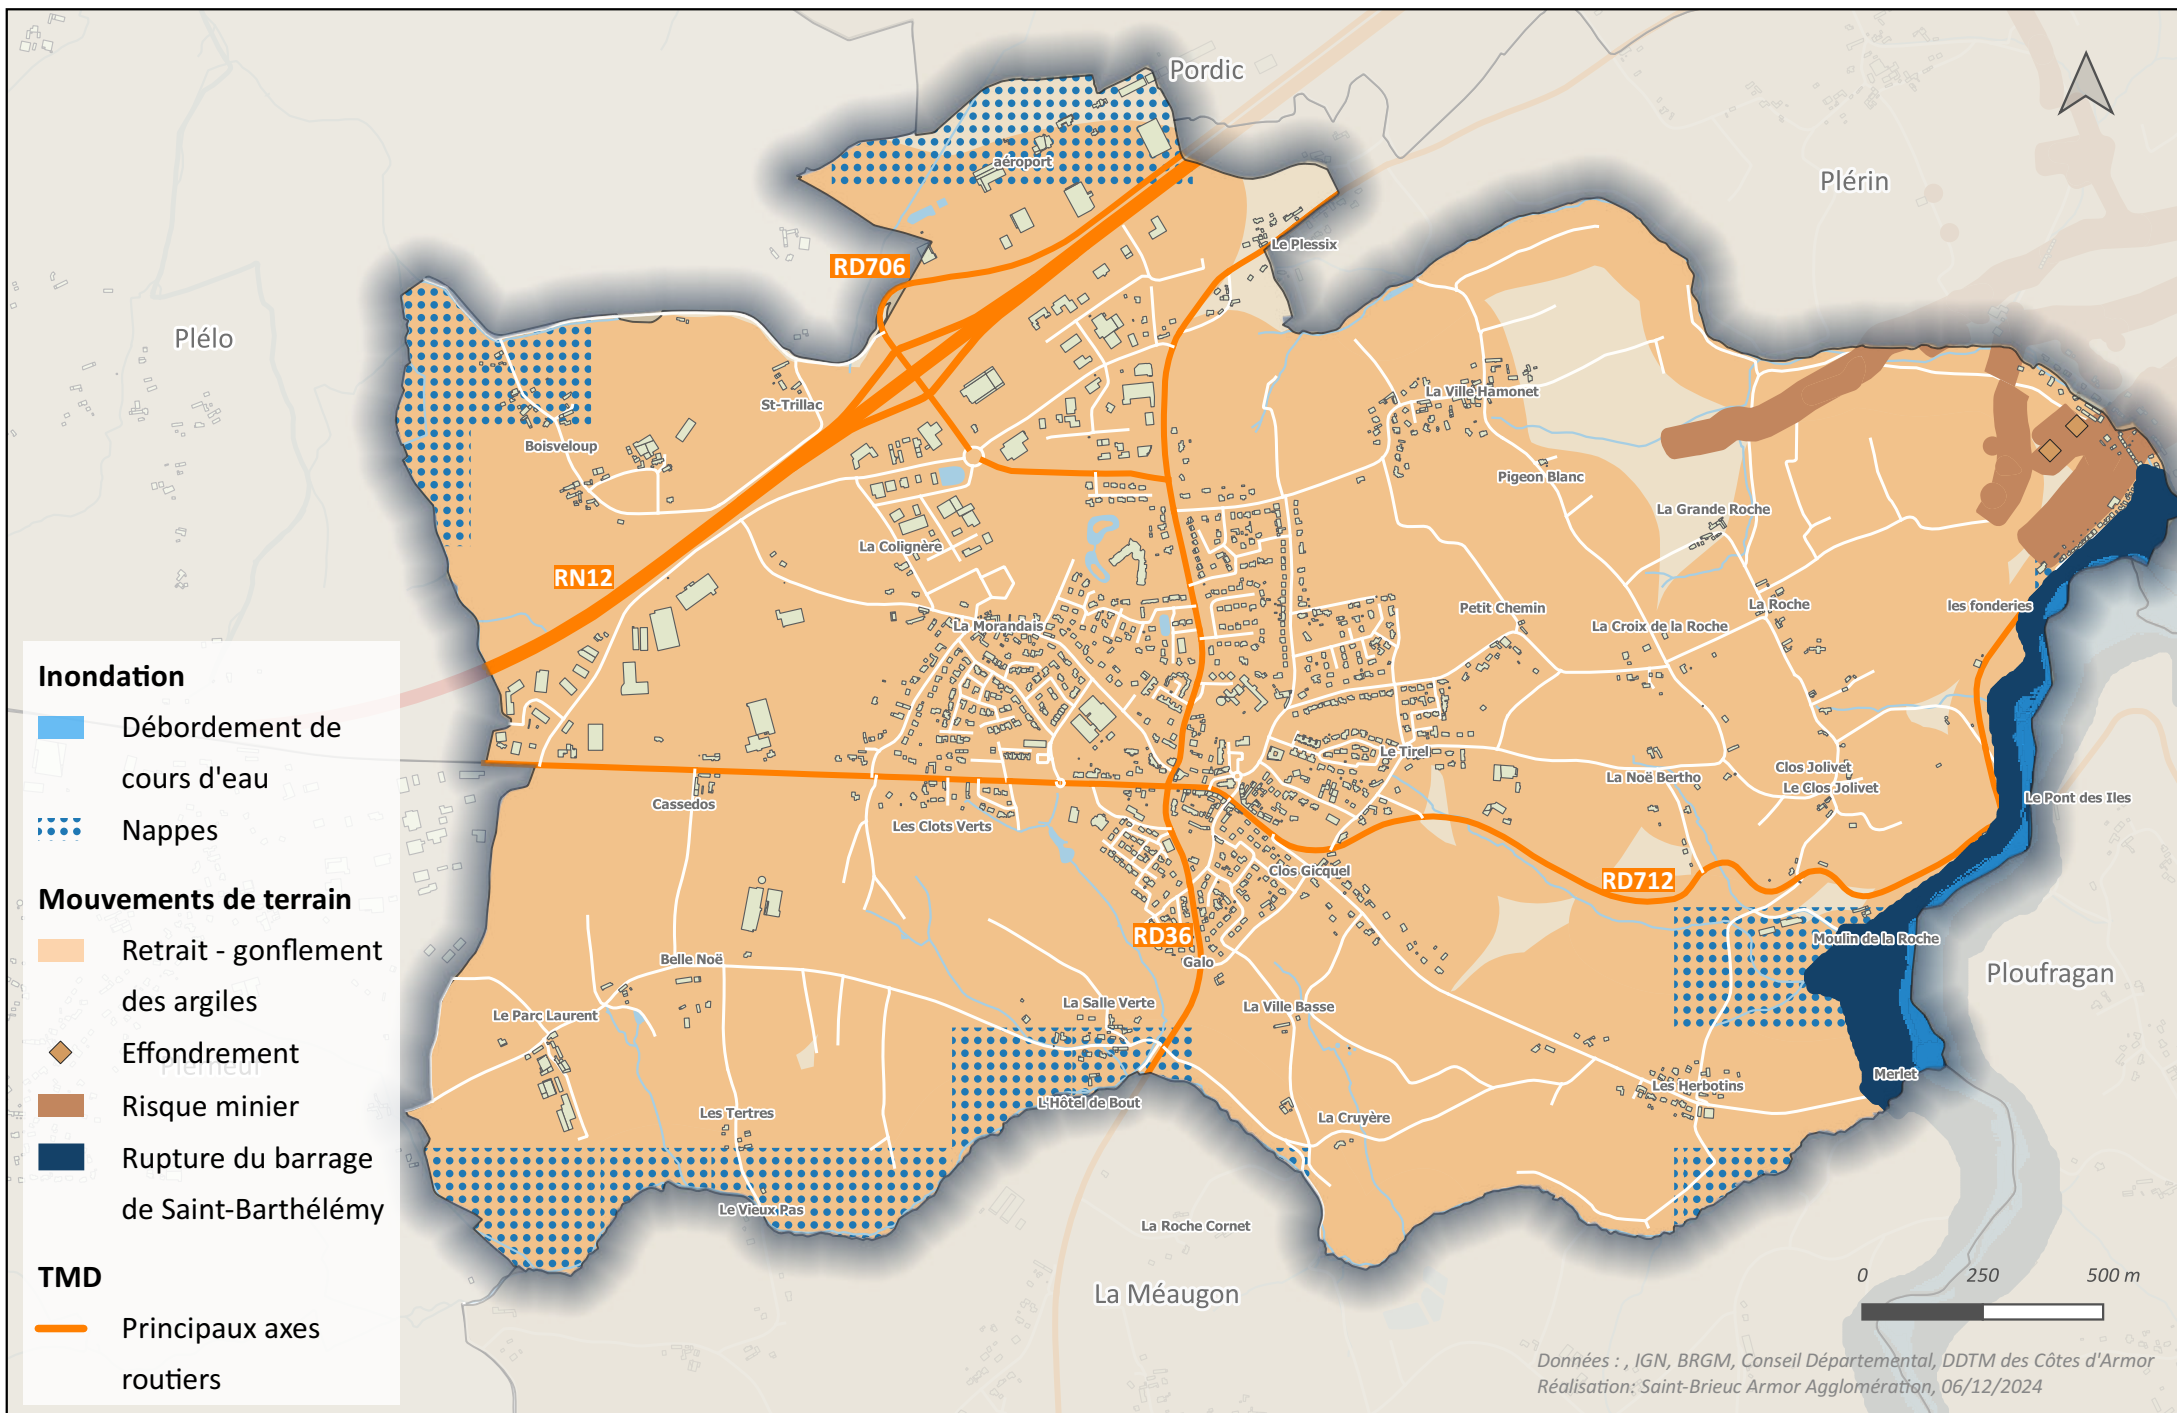 Pordic
Plérin
aéroport
Le Plessix
RD706
Plélo
St-Trillac
La Ville Hamonet
Boisveloup
Pigeon Blanc
La Grande Roche
La Colignère
RN12
Petit Chemin
La Roche
les fonderies
La Morandais
La Croix de la Roche
Le Tirel
La Noë Bertho
Clos Jolivet
Le Clos Jolivet
Le Pont des Iles
Cassedos
Les Clots Verts
Clos Gicquel
RD712
RD36
Moulin de la Roche
Belle Noë
Galo
Ploufragan
Le Parc Laurent
La Salle Verte
La Ville Basse
Merlet
Les Herbotins
L'Hôtel de Bout
Les Tertres
La Cruyère
Le Vieux Pas
La Roche Cornet
La Méaugon
Inondation
Débordement de
cours d'eau
Nappes
Mouvements de terrain
Retrait - gonflement
des argiles
Effondrement
Plerneuf
Risque minier
Rupture du barrage
de Saint-Barthélémy
TMD
Principaux axes
routiers
0 250 500 m
Données : , IGN, BRGM, Conseil Départemental, DDTM des Côtes d'Armor
Réalisation: Saint-Brieuc Armor Agglomération, 06/12/2024